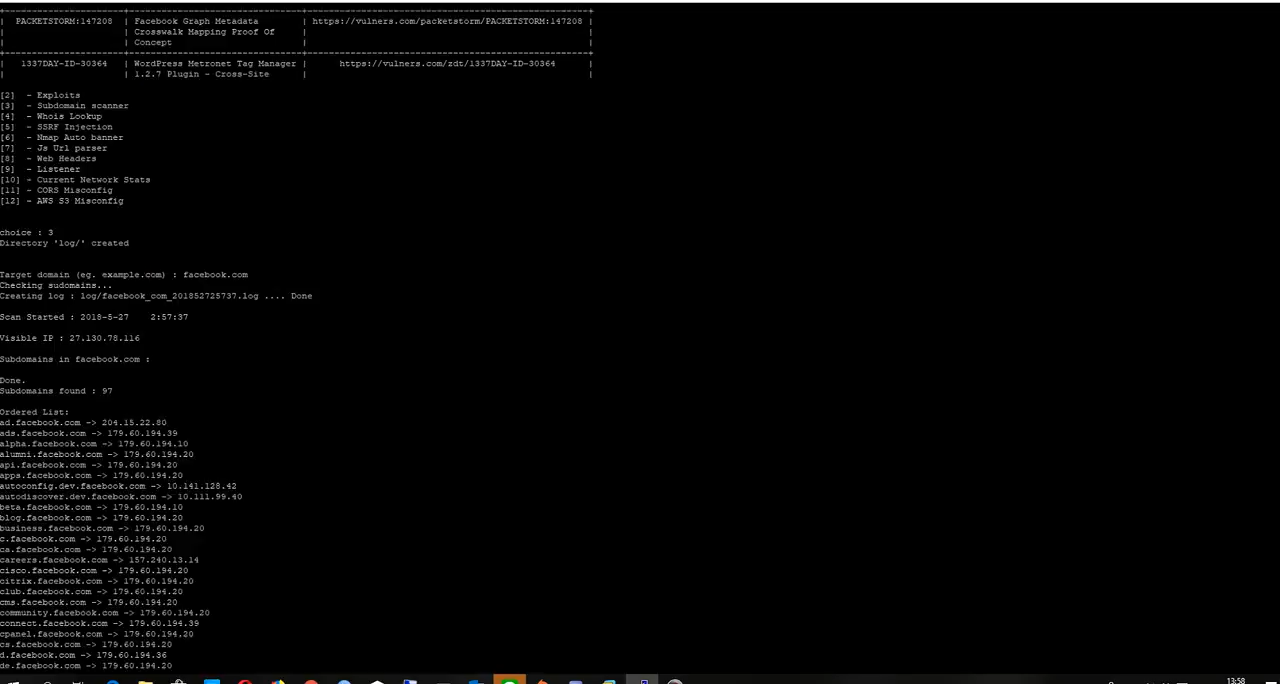 +-----------------------+---------------------------------+------------------------------------------------------+
|  PACKETSTORM:147208  | Facebook Graph Metadata        | https://vulners.com/packetstorm/PACKETSTORM:147208 |
|                      | Crosswalk Mapping Proof Of     |                                                    |
|                      | Concept                        |                                                    |
+-----------------------+---------------------------------+------------------------------------------------------+
|   1337DAY-ID-30364   | WordPress Metronet Tag Manager |      https://vulners.com/zdt/1337DAY-ID-30364      |
|                      | 1.2.7 Plugin - Cross-Site      |                                                    |
[2]  - Exploits
[3]  - Subdomain scanner
[4]  - Whois Lookup
[5]  - SSRF Injection
[6]  - Nmap Auto banner
[7]  - Js Url parser
[8]  - Web Headers
[9]  - Listener
[10] - Current Network Stats
[11] - CORS Misconfig
[12] - AWS S3 Misconfig
choice : 3
Directory 'log/' created
Target domain (eg. example.com) : facebook.com
Checking sudomains...
Creating log : log/facebook_com_201852725737.log .... Done
Scan Started : 2018-5-27    2:57:37
Visible IP : 27.130.78.116
Subdomains in facebook.com :
Done.
Subdomains found : 97
Ordered List:
ad.facebook.com -> 204.15.22.80
ads.facebook.com -> 179.60.194.39
alpha.facebook.com -> 179.60.194.10
alumni.facebook.com -> 179.60.194.20
api.facebook.com -> 179.60.194.20
apps.facebook.com -> 179.60.194.20
autoconfig.dev.facebook.com -> 10.141.128.42
autodiscover.dev.facebook.com -> 10.111.99.40
beta.facebook.com -> 179.60.194.10
blog.facebook.com -> 179.60.194.20
business.facebook.com -> 179.60.194.20
c.facebook.com -> 179.60.194.20
ca.facebook.com -> 179.60.194.20
careers.facebook.com -> 157.240.13.14
cisco.facebook.com -> 179.60.194.20
citrix.facebook.com -> 179.60.194.20
club.facebook.com -> 179.60.194.20
cms.facebook.com -> 179.60.194.20
community.facebook.com -> 179.60.194.20
connect.facebook.com -> 179.60.194.39
cpanel.facebook.com -> 179.60.194.20
cs.facebook.com -> 179.60.194.20
d.facebook.com -> 179.60.194.36
de.facebook.com -> 179.60.194.20
13:58